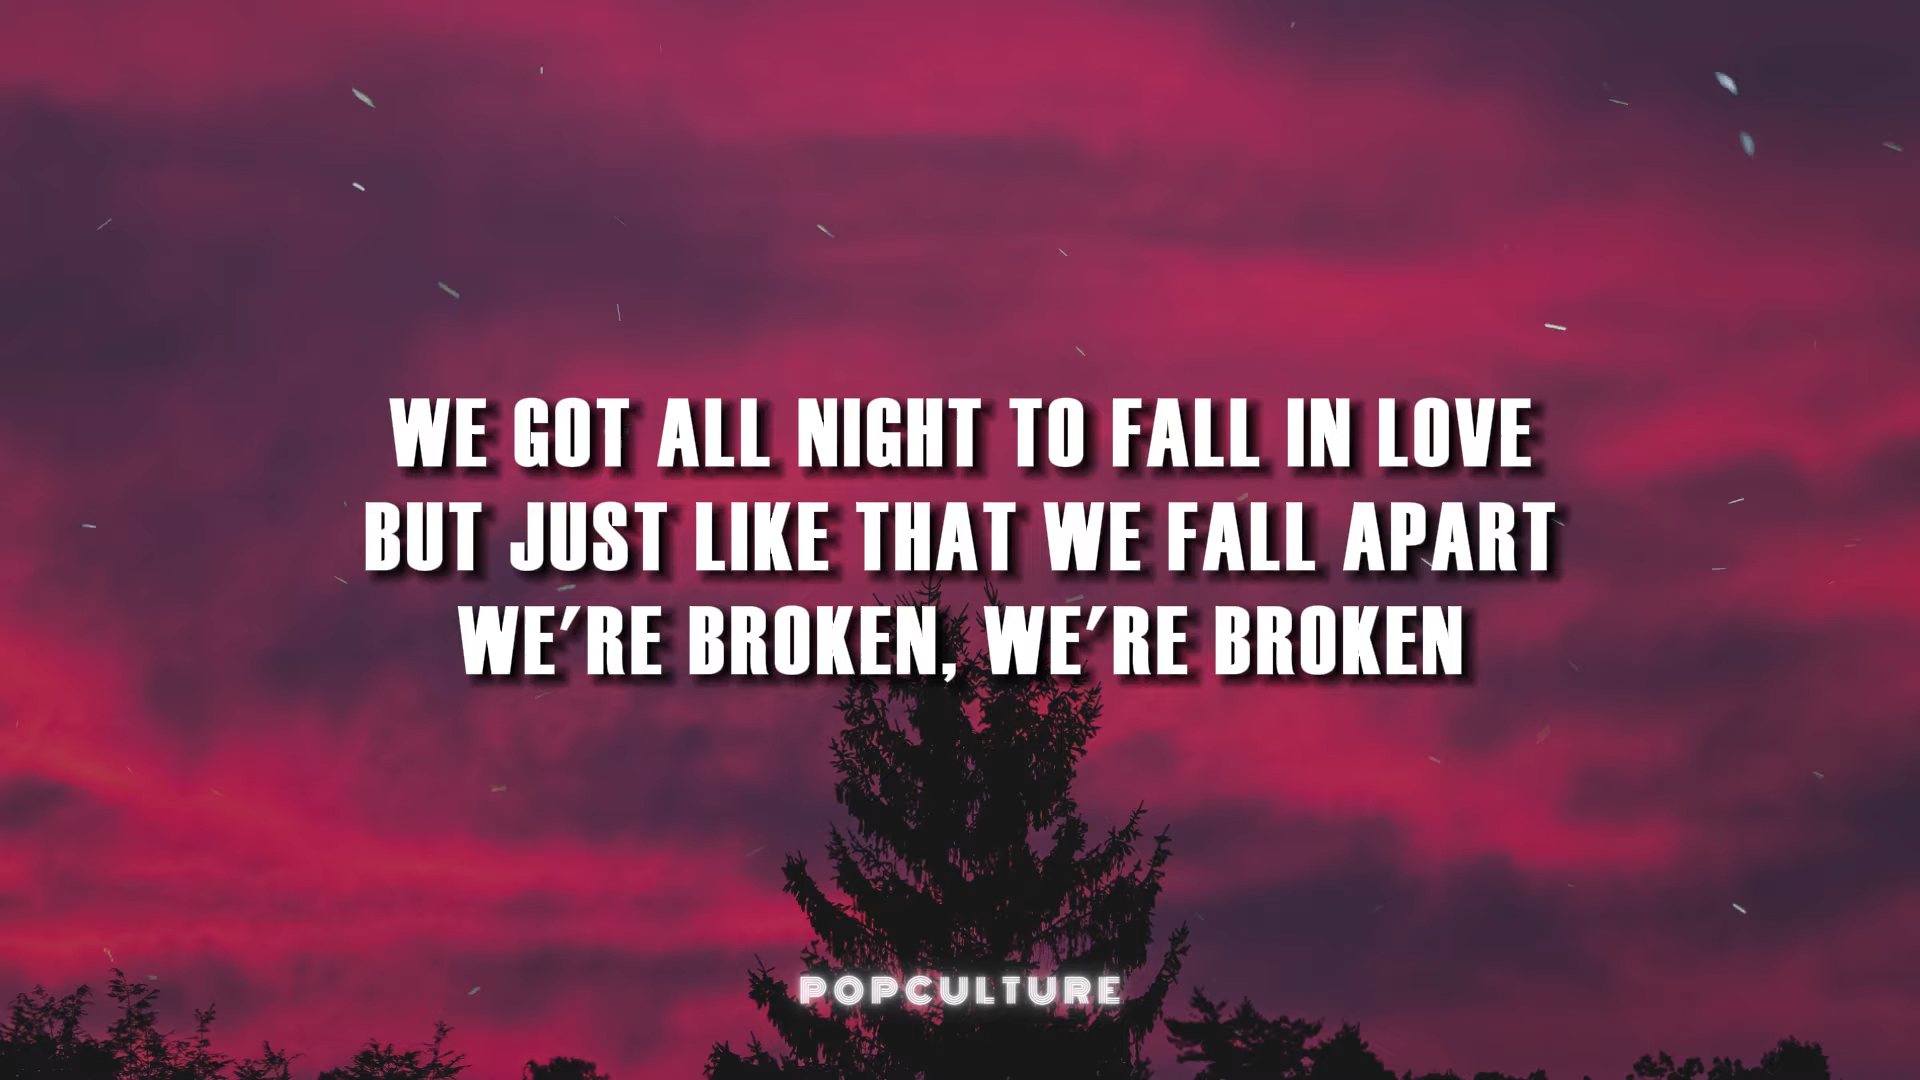 WE GOT ALL NIGHT TO FALL IN LOVE
BUT JUST LIKE THAT WE FALL APART
WE'RE BROKEN, WE'RE BROKEN
POPCULTURE